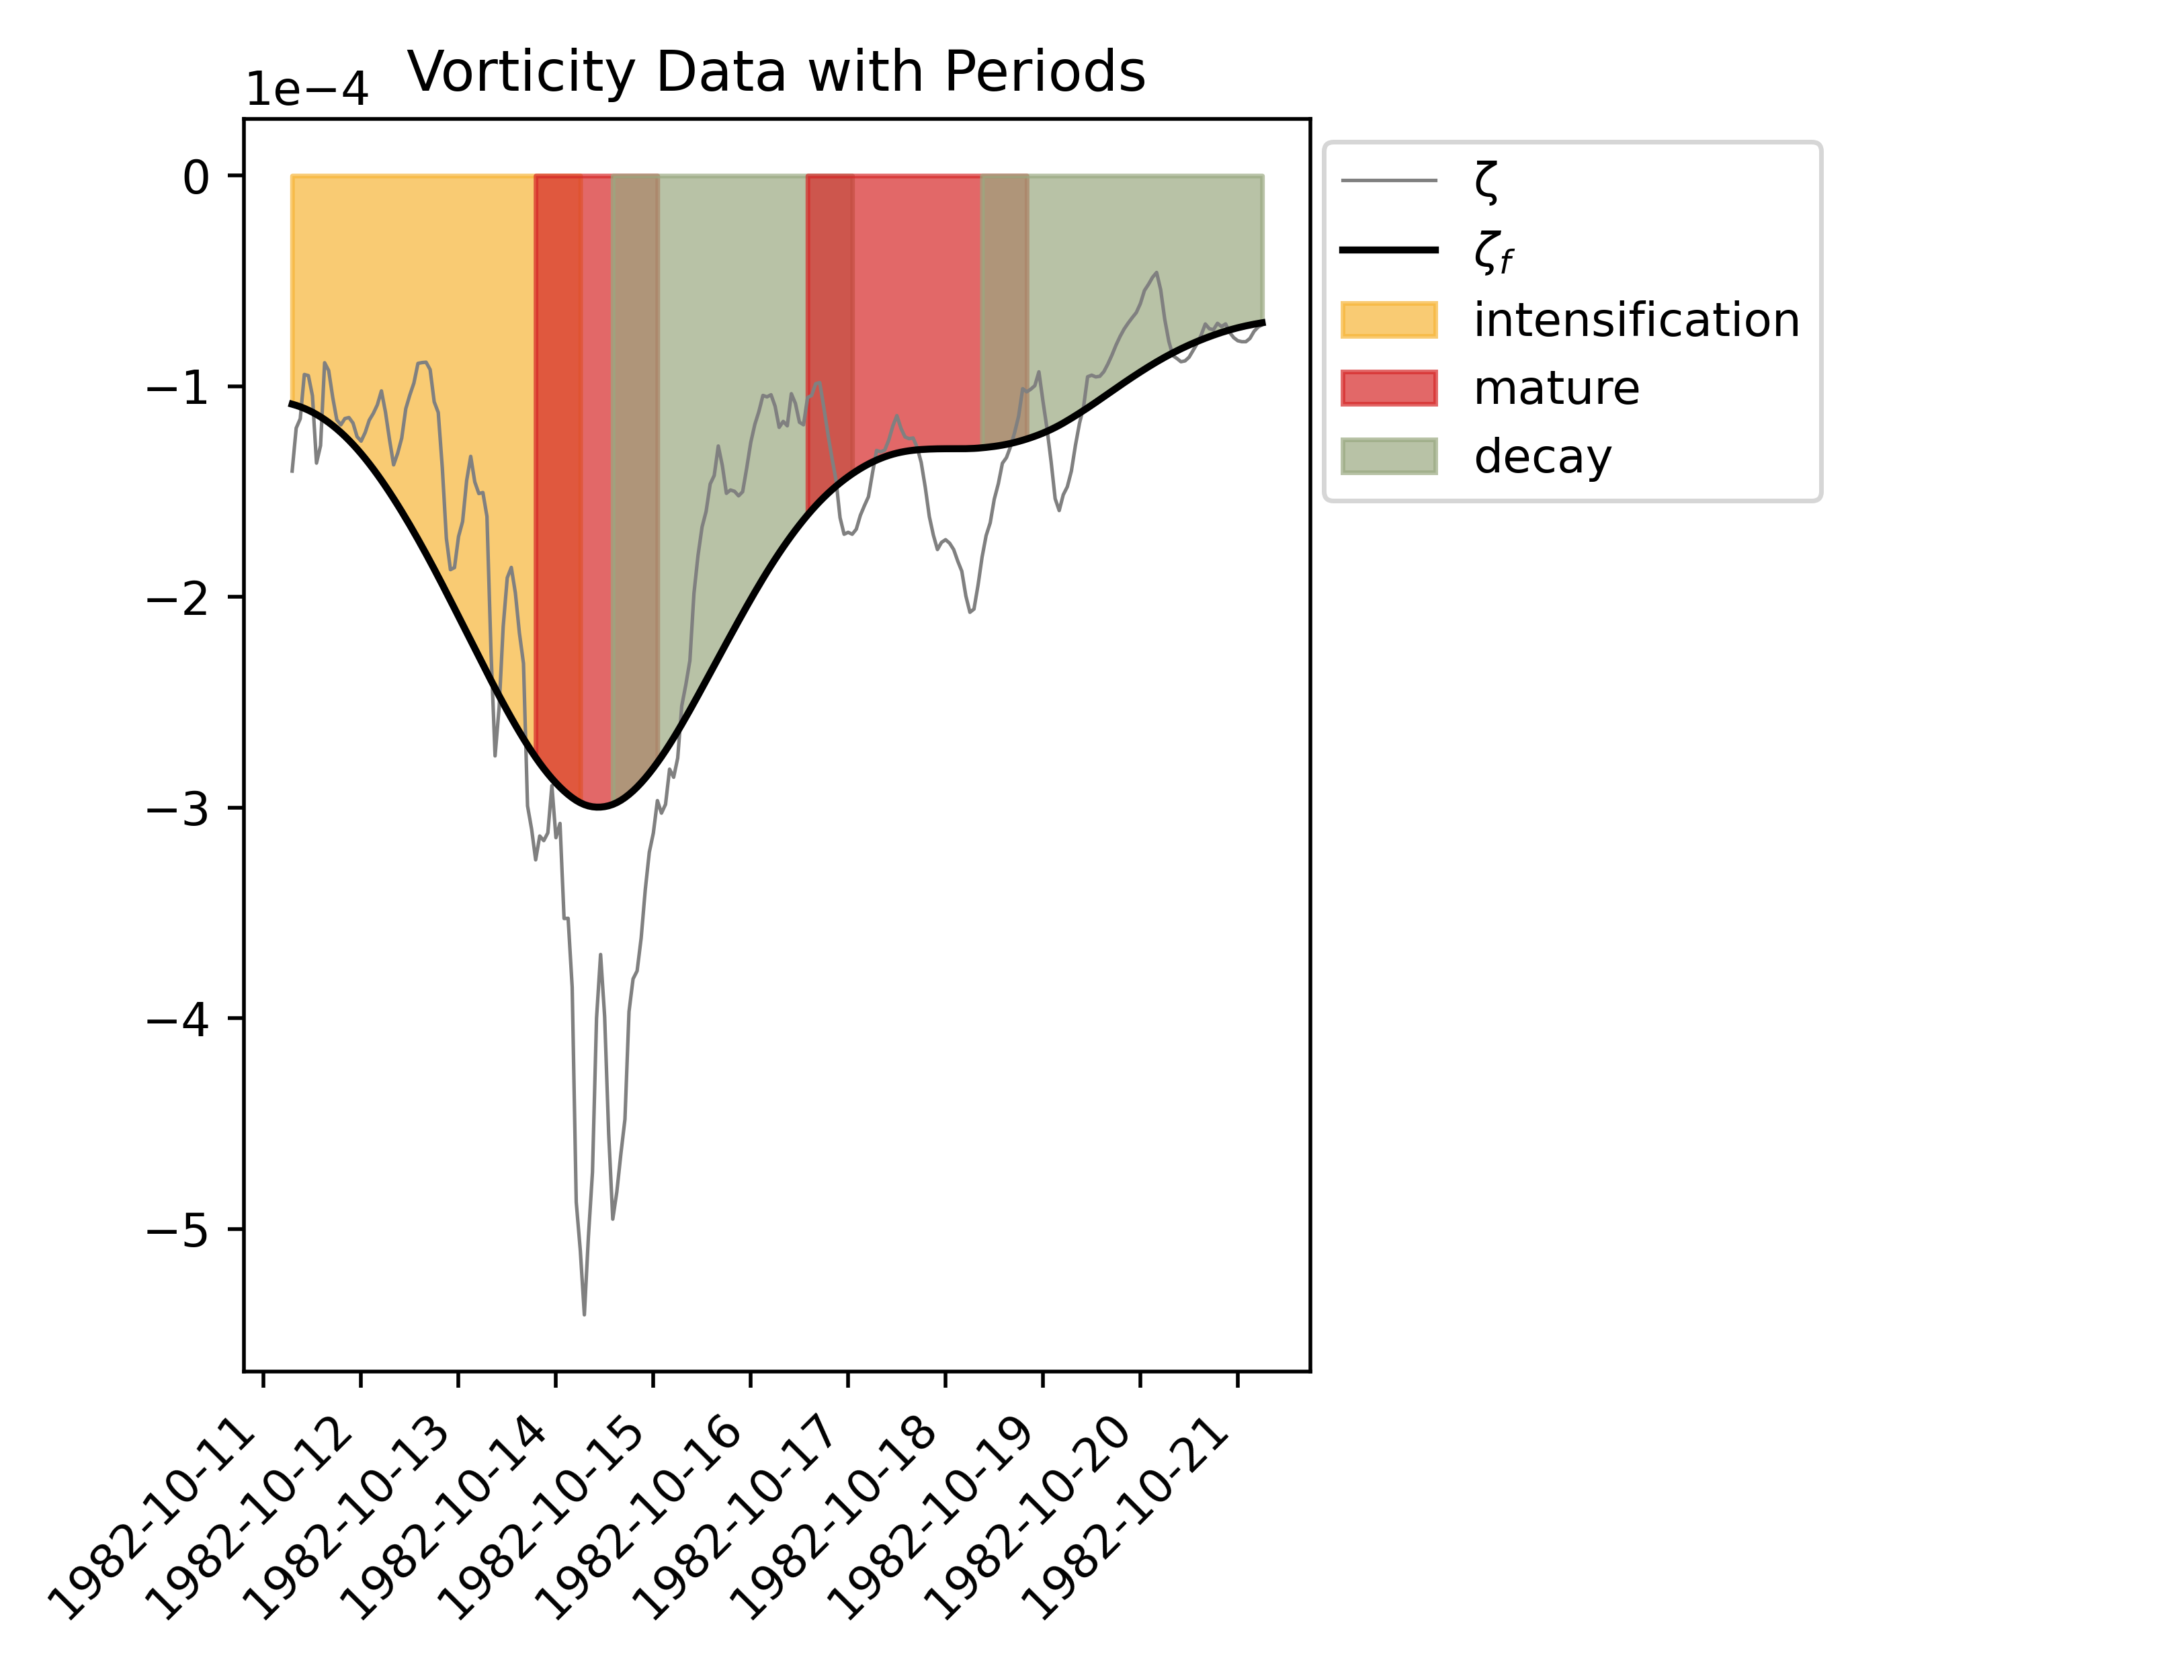 Vorticity Data with Periods
1e−4
0
−1
−2
−3
−4
−5
1982-10-11
1982-10-12
1982-10-13
1982-10-14
1982-10-15
1982-10-16
1982-10-17
1982-10-18
1982-10-19
1982-10-20
1982-10-21
ζ
ζf
intensification
mature
decay